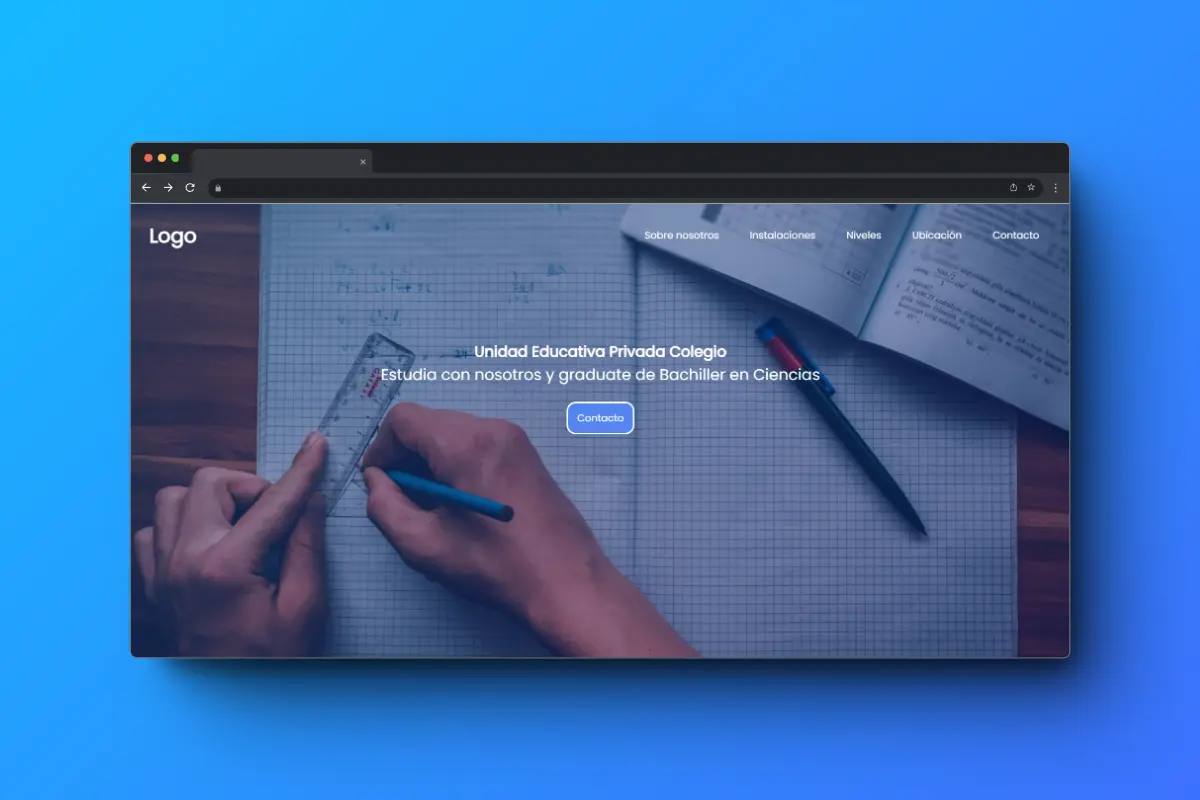 Logo
Sobre nosotros Instalaciones Niveles Ubicación Contacto
Unidad Educativa Privada Colegio
Estudia con nosotros y graduate de Bachiller en Ciencias
Contacto